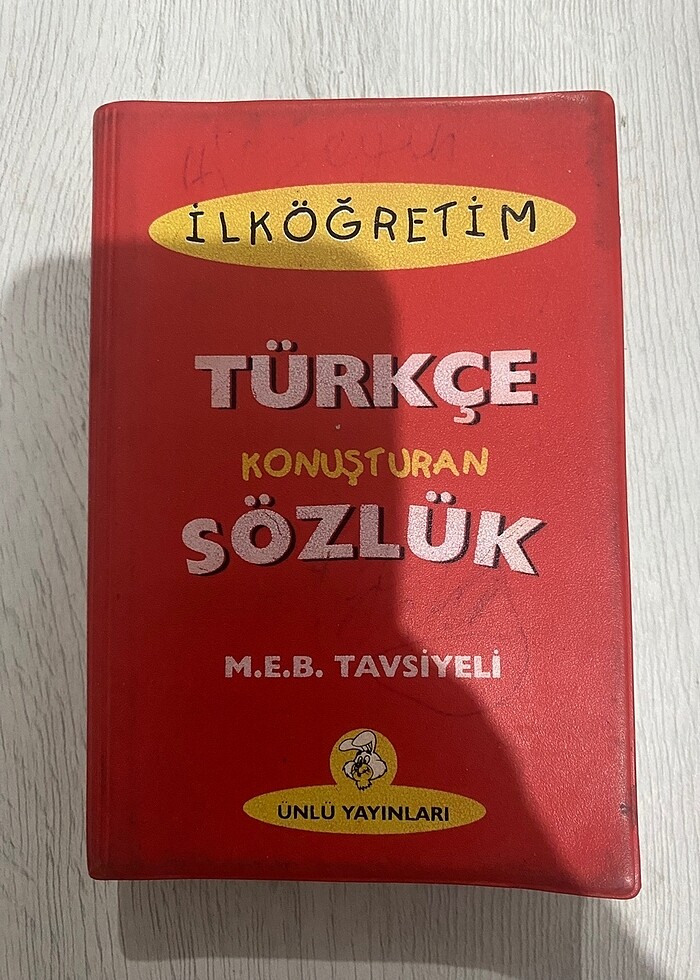 İLKÖĞRETİM
TÜRKÇE
KONUŞTURAN
SÖZLÜK
M.E.B. TAVSİYELİ
ÜNLÜ YAYINLARI